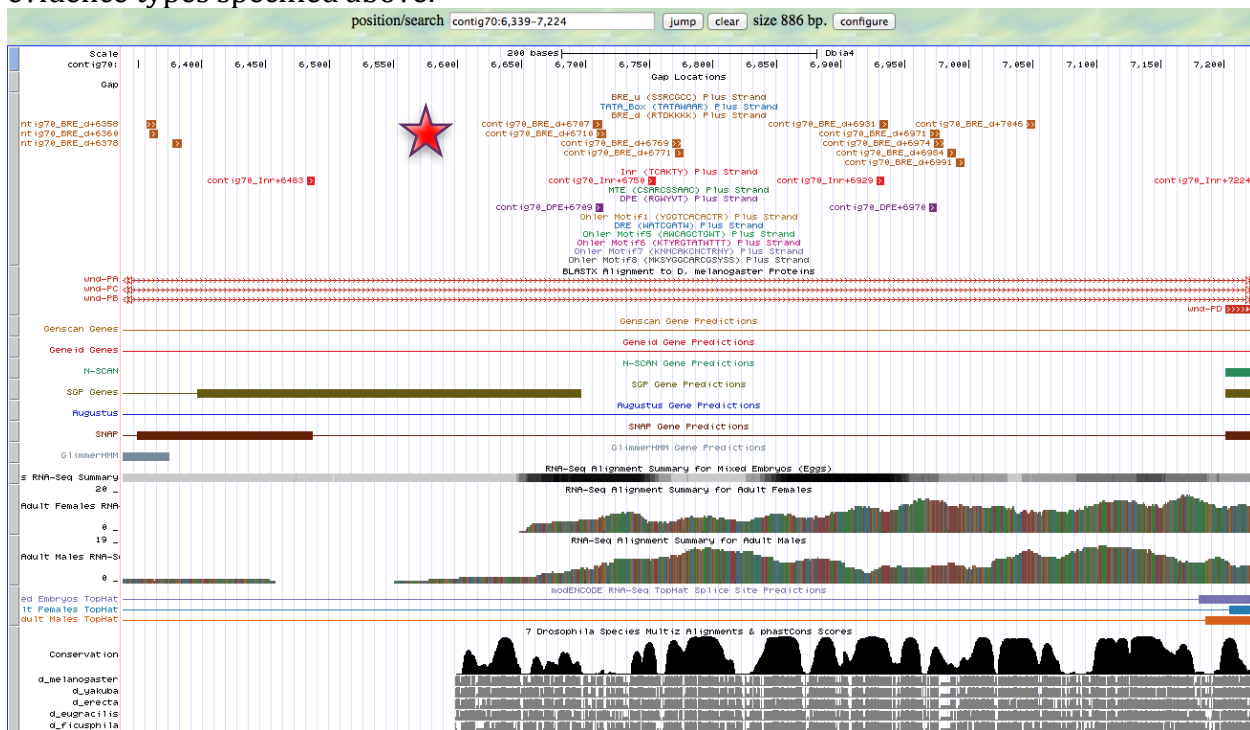 evidence types specified above.
position/search contig70:6,339-7,224 jump clear size 886 bp. configure
Scale 200 bases Dbia4
contig70: 6,400 6,450 6,500 6,550 6,600 6,650 6,700 6,750 6,800 6,850 6,900 6,950 7,000 7,050 7,100 7,150 7,200
Gap Locations
Gap
BRE_u (SSRCGCC) Plus Strand
TATA_Box (TATAWAAR) Plus Strand
BRE_d (RTDKKKK) Plus Strand
ntig70_BRE_d+6358 contig70_BRE_d+6707 contig70_BRE_d+6931 contig70_BRE_d+7046
ntig70_BRE_d+6360 contig70_BRE_d+6710 contig70_BRE_d+6971
ntig70_BRE_d+6378 contig70_BRE_d+6769 contig70_BRE_d+6974
contig70_BRE_d+6771 contig70_BRE_d+6984
contig70_BRE_d+6991
Inr (TCAKTY) Plus Strand
contig70_Inr+6483 contig70_Inr+6750 contig70_Inr+6929 contig70_Inr+7224
MTE (CSARCSSAAC) Plus Strand
DPE (RGWYVT) Plus Strand
contig70_DPE+6709 contig70_DPE+6970
Ohler Motif1 (YGGTCACACTR) Plus Strand
DRE (WATCGATW) Plus Strand
Ohler Motif5 (AWCAGCTGWT) Plus Strand
Ohler Motif6 (KTYRGTATWTTT) Plus Strand
Ohler Motif7 (KNNCAKCNCTRNY) Plus Strand
Ohler Motif8 (MKSYGGCARCGSYSS) Plus Strand
BLASTX Alignment to D. melanogaster Proteins
wnd-PA
wnd-PC
wnd-PB
wnd-PD
Genscan Gene Predictions
Genscan Genes
Geneid Gene Predictions
Geneid Genes
N-SCAN Gene Predictions
N-SCAN
SGP Gene Predictions
SGP Genes
Augustus Gene Predictions
Augustus
SNAP Gene Predictions
SNAP
GlimmerHMM Gene Predictions
GlimmerHMM
RNA-Seq Alignment Summary for Mixed Embryos (Eggs)
s RNA-Seq Summary
20 _ RNA-Seq Alignment Summary for Adult Females
Adult Females RNA-
0 _
19 _ RNA-Seq Alignment Summary for Adult Males
Adult Males RNA-S
0 _
modENCODE RNA-Seq TopHat Splice Site Predictions
ed Embryos TopHat
lt Females TopHat
dult Males TopHat
7 Drosophila Species Multiz Alignments & phastCons Scores
Conservation
d_melanogaster
d_yakuba
d_erecta
d_eugracilis
d_ficusphila